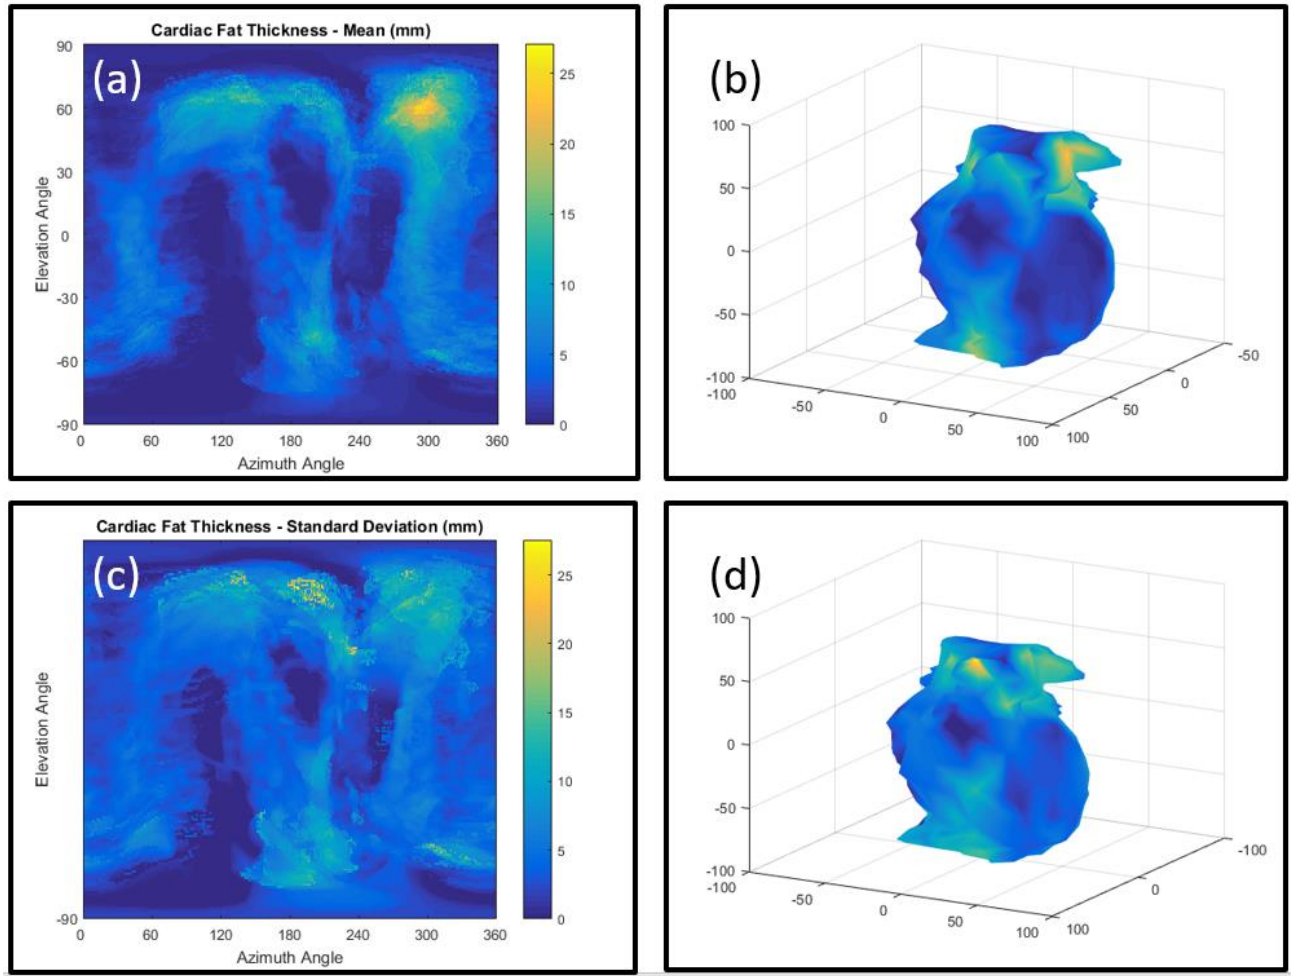 Cardiac Fat Thickness - Mean (mm)
(a)
90
60
30
0
-30
-60
-90
Elevation Angle
0 60 120 180 240 300 360
Azimuth Angle
25
20
15
10
5
0
(b)
100
50
0
-50
-100
-100 -50 0 50 100
100 50 0 -50
Cardiac Fat Thickness - Standard Deviation (mm)
(c)
Elevation Angle
-90
0 60 120 180 240 300 360
Azimuth Angle
25
20
15
10
5
0
(d)
100
50
0
-50
-100
-100 -50 0 50 100
100 0 -100